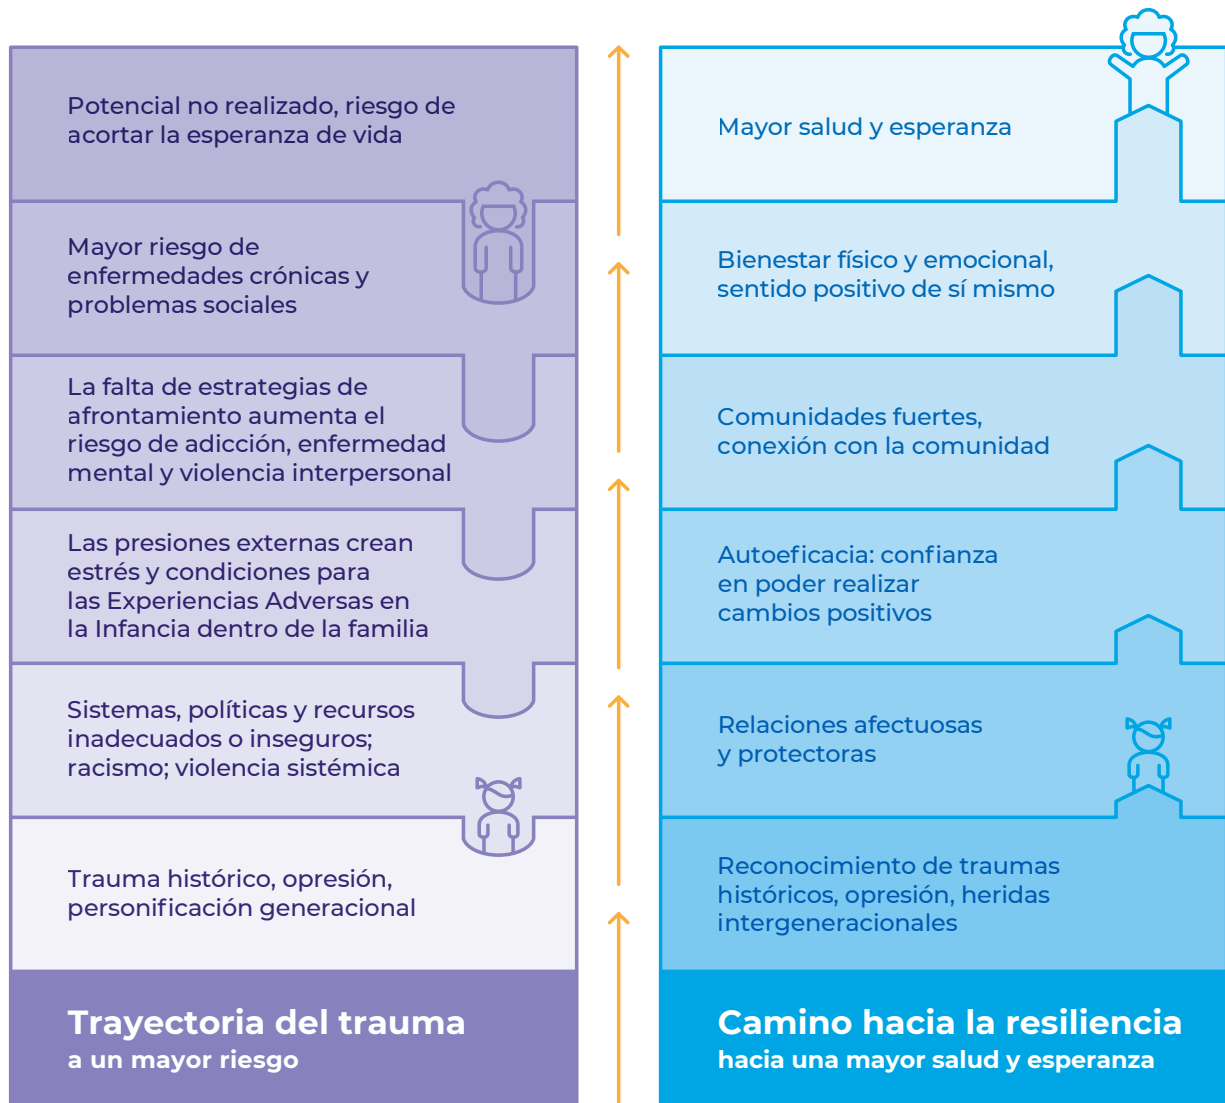 Potencial no realizado, riesgo de
acortar la esperanza de vida
Mayor riesgo de
enfermedades crónicas y
problemas sociales
La falta de estrategias de
afrontamiento aumenta el
riesgo de adicción, enfermedad
mental y violencia interpersonal
Las presiones externas crean
estrés y condiciones para
las Experiencias Adversas en
la Infancia dentro de la familia
Sistemas, políticas y recursos
inadecuados o inseguros;
racismo; violencia sistémica
Trauma histórico, opresión,
personificación generacional
Trayectoria del trauma
a un mayor riesgo
Mayor salud y esperanza
Bienestar físico y emocional,
sentido positivo de sí mismo
Comunidades fuertes,
conexión con la comunidad
Autoeficacia: confianza
en poder realizar
cambios positivos
Relaciones afectuosas
y protectoras
Reconocimiento de traumas
históricos, opresión, heridas
intergeneracionales
Camino hacia la resiliencia
hacia una mayor salud y esperanza